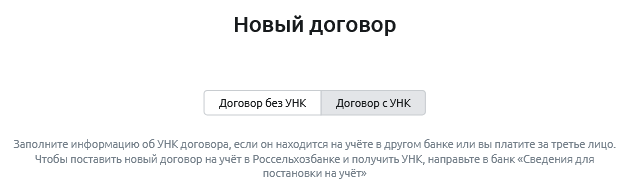 Новый договор
Договор без УНК
Договор с УНК
Заполните информацию об УНК договора, если он находится на учёте в другом банке или вы платите за третье лицо.
Чтобы поставить новый договор на учёт в Россельхозбанке и получить УНК, направьте в банк «Сведения для
постановки на учёт»